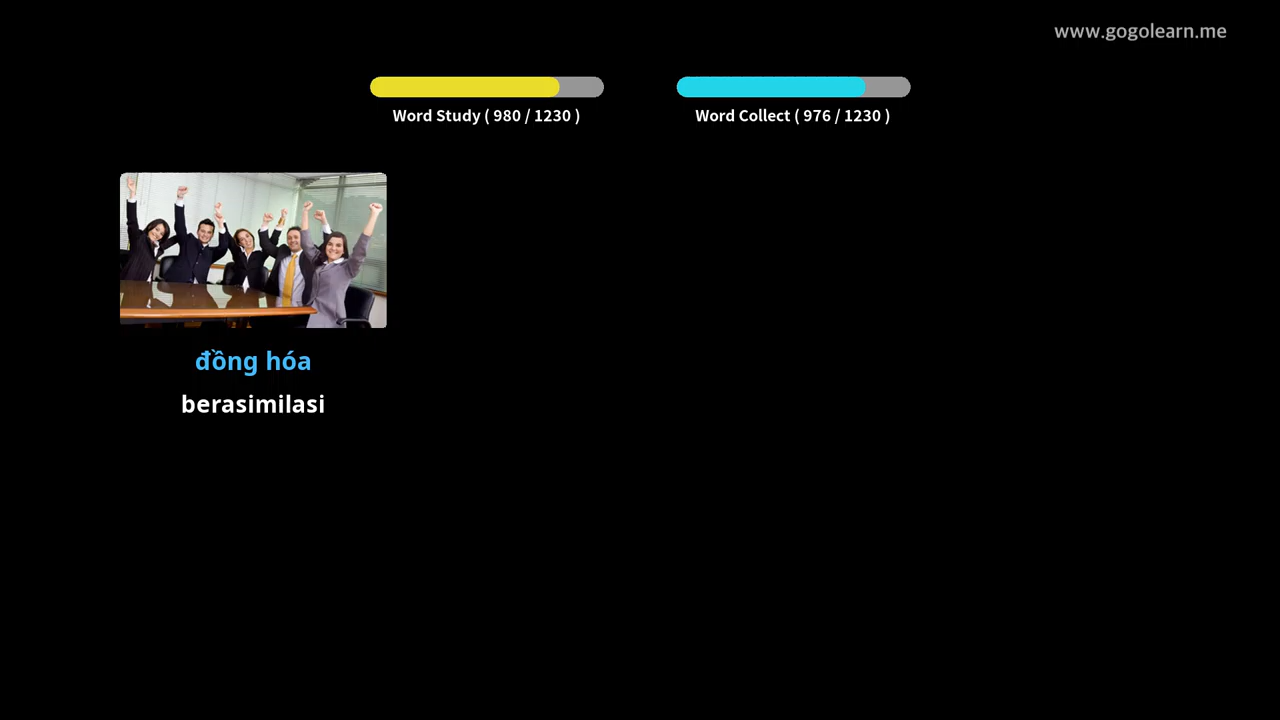 www.gogolearn.me
Word Study ( 980 / 1230 )
Word Collect ( 976 / 1230 )
đồng hóa
berasimilasi